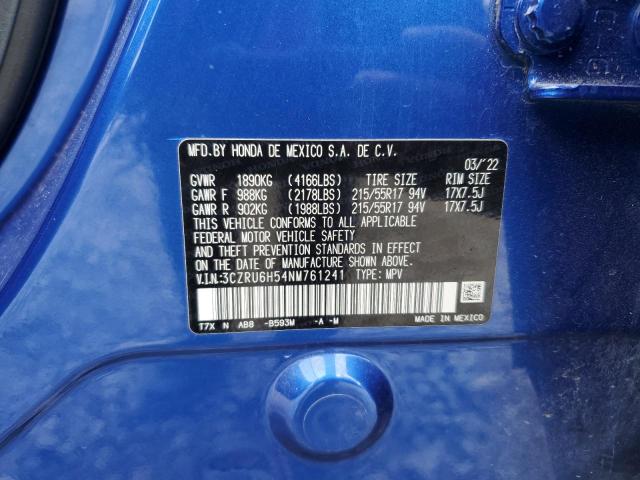 MFD.BY HONDA DE MEXICO S.A. DE C.V.
03/'22
GVWR 1890KG (4166LBS) TIRE SIZE RIM SIZE
GAWR F 988KG (2178LBS) 215/55R17 94V 17X7.5J
GAWR R 902KG (1988LBS) 215/55R17 94V 17X7.5J
THIS VEHICLE CONFORMS TO ALL APPLICABLE
FEDERAL MOTOR VEHICLE SAFETY
AND THEFT PREVENTION STANDARDS IN EFFECT
ON THE DATE OF MANUFACTURE SHOWN ABOVE.
V.I.N.:3CZRU6H54NM761241 TYPE: MPV
T7X N AB8 -B593M -A -M
MADE IN MEXICO